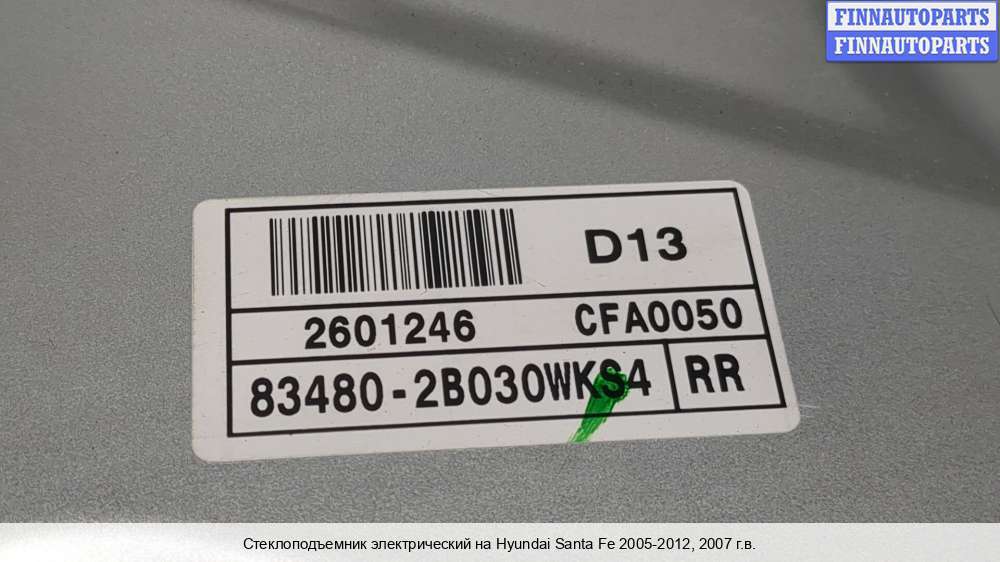 FINNAUTOPARTS
FINNAUTOPARTS
D13
2601246 CFA0050
83480-2B030WKS4 RR
Стеклоподъемник электрический на Hyundai Santa Fe 2005-2012, 2007 г.в.